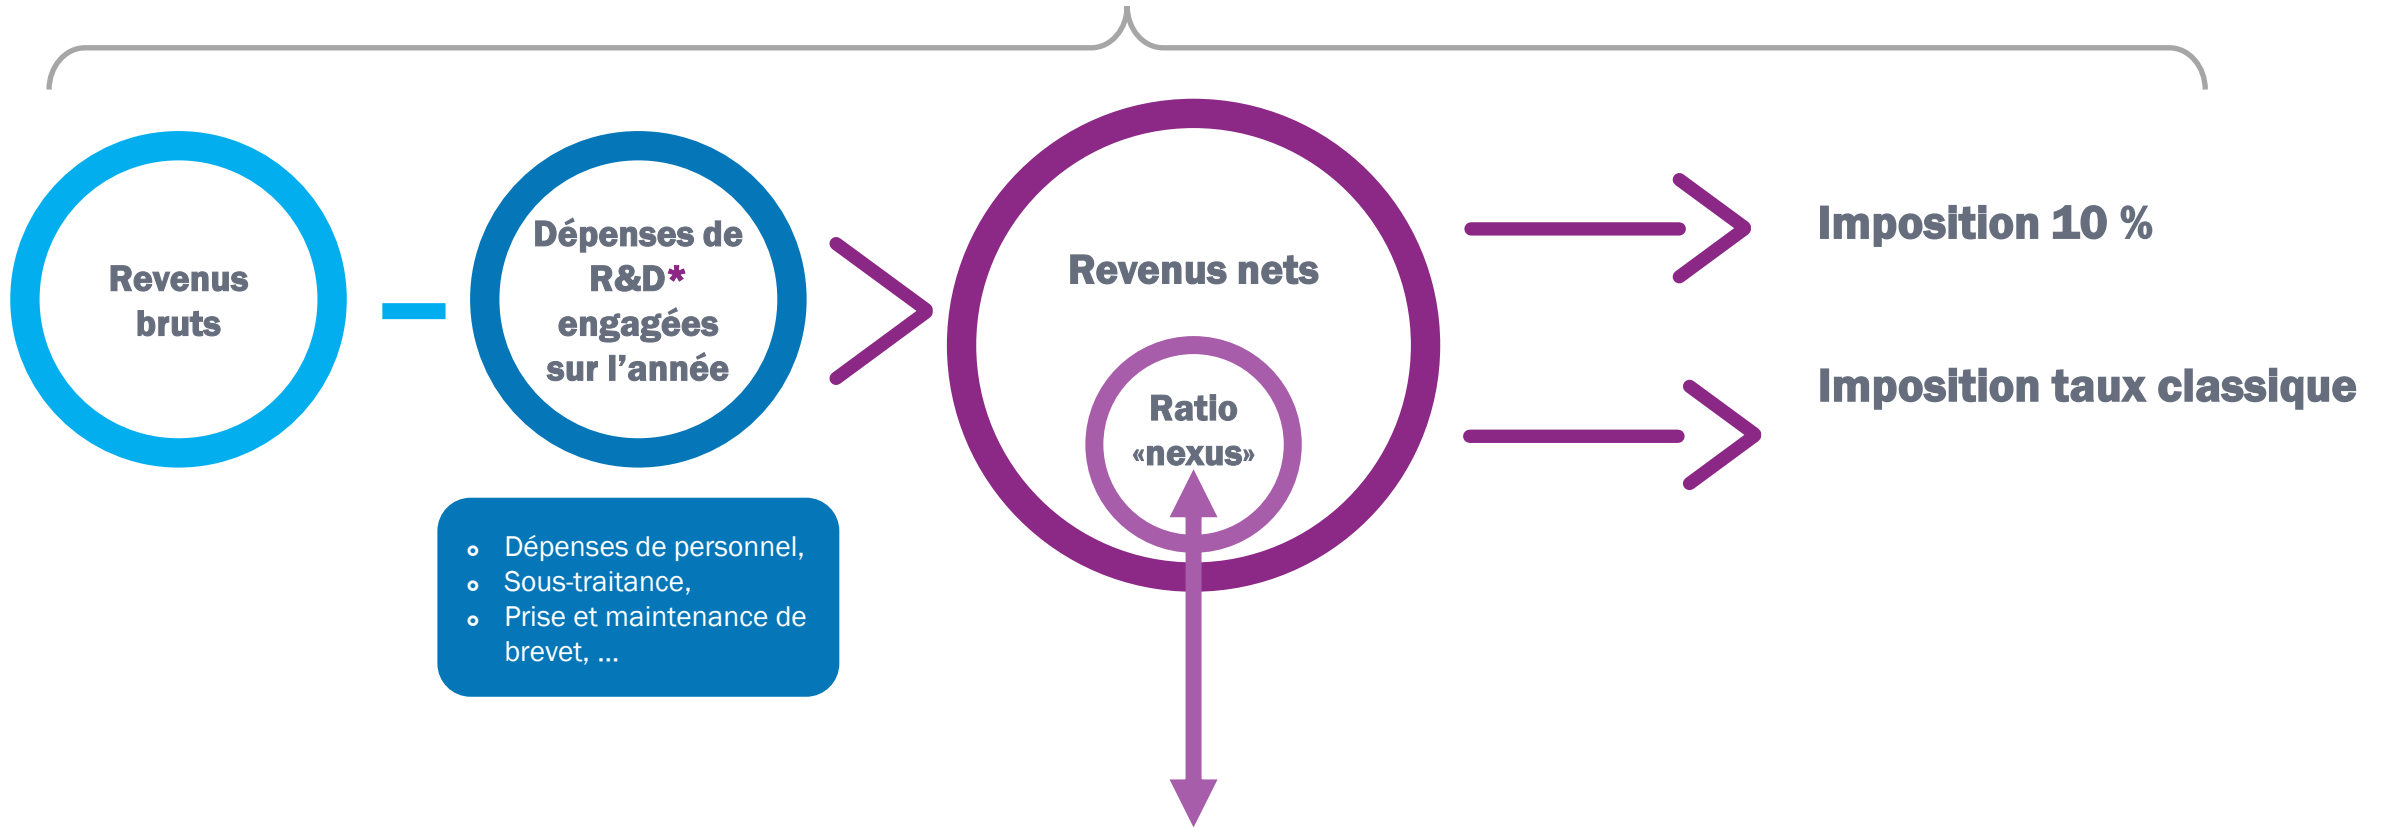 Revenus
bruts
Dépenses de
R&D*
engagées
sur l’année
Dépenses de personnel,
Sous-traitance,
Prise et maintenance de
brevet, ...
Revenus nets
Ratio
«nexus»
Imposition 10 %
Imposition taux classique